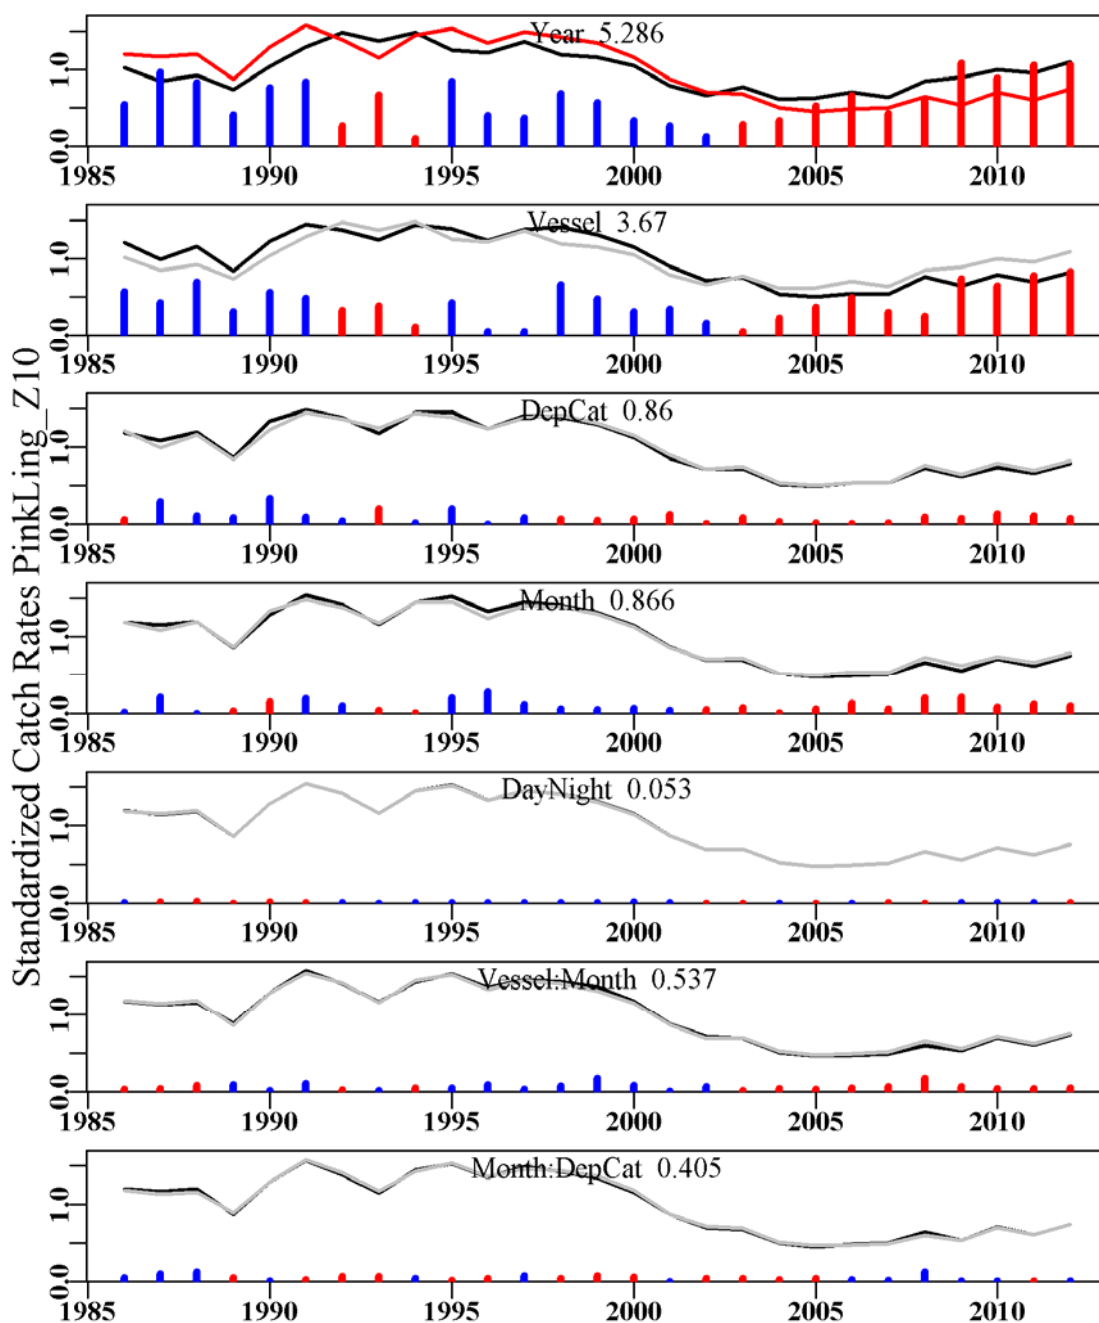 Standardized Catch Rates PinkLing_Z10
Year 5.286
1.0
0.0
1985 1990 1995 2000 2005 2010
Vessel 3.67
1.0
0.0
1985 1990 1995 2000 2005 2010
DepCat 0.86
1.0
0.0
1985 1990 1995 2000 2005 2010
Month 0.866
1.0
0.0
1985 1990 1995 2000 2005 2010
DayNight 0.053
1.0
0.0
1985 1990 1995 2000 2005 2010
Vessel:Month 0.537
1.0
0.0
1985 1990 1995 2000 2005 2010
Month:DepCat 0.405
1.0
0.0
1985 1990 1995 2000 2005 2010